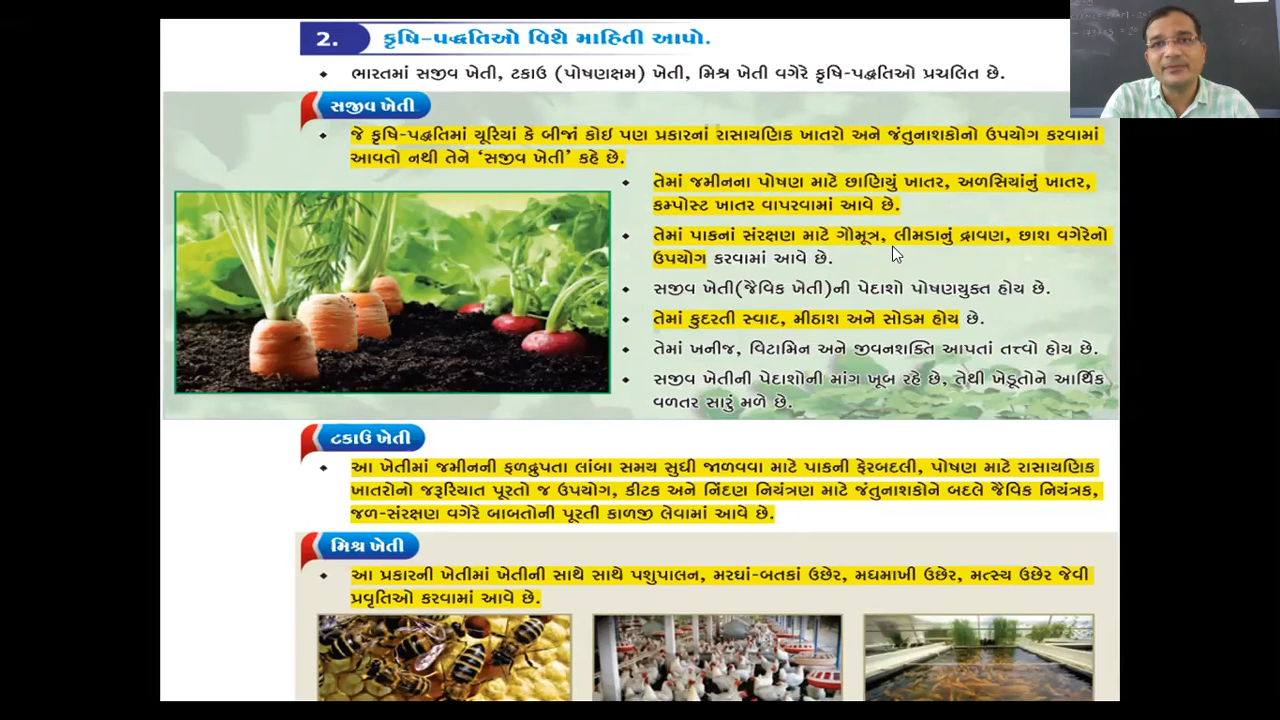 2. કૃષિ-પદ્ધતિઓ વિશે માહિતી આપો.
⬥ ભારતમાં સજીવ ખેતી, ટકાઉ (પોષણક્ષમ) ખેતી, મિશ્ર ખેતી વગેરે કૃષિ-પદ્ધતિઓ પ્રચલિત છે.
સજીવ ખેતી
⬥ જે કૃષિ-પદ્ધતિમાં યૂરિયા કે બીજાં કોઇ પણ પ્રકારનાં રાસાયણિક ખાતરો અને જંતુનાશકોનો ઉપયોગ કરવામાં
આવતો નથી તેને ‘સજીવ ખેતી’ કહે છે.
⬥ તેમાં જમીનના પોષણ માટે છાણિયું ખાતર, અળસિયાંનું ખાતર,
કમ્પોસ્ટ ખાતર વાપરવામાં આવે છે.
⬥ તેમાં પાકનાં સંરક્ષણ માટે ગૌમૂત્ર, લીમડાનું દ્રાવણ, છાશ વગેરેનો
ઉપયોગ કરવામાં આવે છે.
⬥ સજીવ ખેતી(જૈવિક ખેતી)ની પેદાશો પોષણયુક્ત હોય છે.
⬥ તેમાં કુદરતી સ્વાદ, મીઠાશ અને સોડમ હોય છે.
⬥ તેમાં ખનીજ, વિટામિન અને જીવનશક્તિ આપતાં તત્ત્વો હોય છે.
⬥ સજીવ ખેતીની પેદાશોની માંગ ખૂબ રહે છે, તેથી ખેડૂતોને આર્થિક
વળતર સારું મળે છે.
ટકાઉ ખેતી
⬥ આ ખેતીમાં જમીનની ફળદ્રુપતા લાંબા સમય સુધી જાળવવા માટે પાકની ફેરબદલી, પોષણ માટે રાસાયણિક
ખાતરોનો જરૂરિયાત પૂરતો જ ઉપયોગ, કીટક અને નિંદણ નિયંત્રણ માટે જંતુનાશકોને બદલે જૈવિક નિયંત્રક,
જળ-સંરક્ષણ વગેરે બાબતોની પૂરતી કાળજી લેવામાં આવે છે.
મિશ્ર ખેતી
⬥ આ પ્રકારની ખેતીમાં ખેતીની સાથે સાથે પશુપાલન, મરઘાં-બતકાં ઉછેર, મધમાખી ઉછેર, મત્સ્ય ઉછેર જેવી
પ્રવૃતિઓ કરવામાં આવે છે.